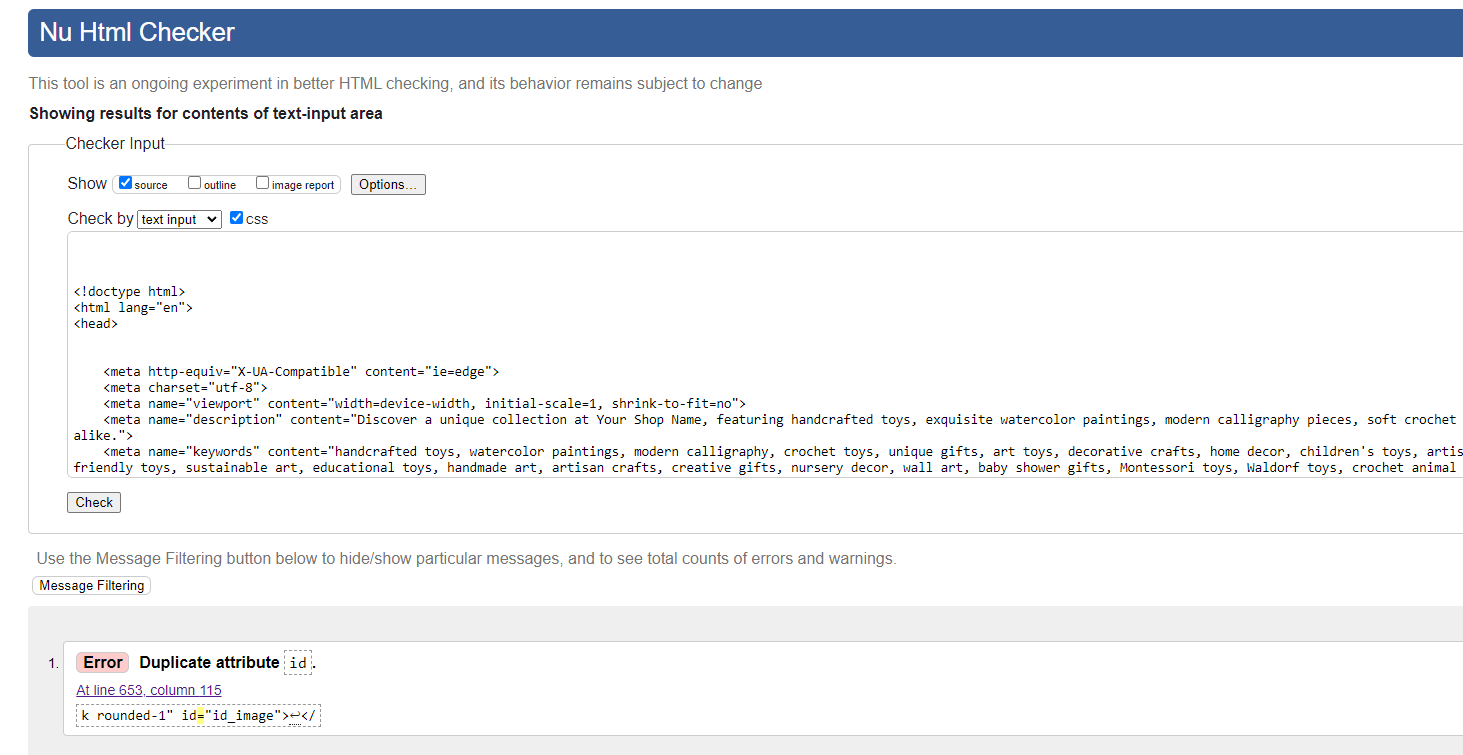 Nu Html Checker
This tool is an ongoing experiment in better HTML checking, and its behavior remains subject to change
Showing results for contents of text-input area
Checker Input
Show source outline image report Options...
Check by text input css
<!doctype html>
<html lang="en">
<head>
<meta http-equiv="X-UA-Compatible" content="ie=edge">
<meta charset="utf-8">
<meta name="viewport" content="width=device-width, initial-scale=1, shrink-to-fit=no">
<meta name="description" content="Discover a unique collection at Your Shop Name, featuring handcrafted toys, exquisite watercolor paintings, modern calligraphy pieces, soft crochet
alike.">
<meta name="keywords" content="handcrafted toys, watercolor paintings, modern calligraphy, crochet toys, unique gifts, art toys, decorative crafts, home decor, children's toys, artis
friendly toys, sustainable art, educational toys, handmade art, artisan crafts, creative gifts, nursery decor, wall art, baby shower gifts, Montessori toys, Waldorf toys, crochet animal
Check
Use the Message Filtering button below to hide/show particular messages, and to see total counts of errors and warnings.
Message Filtering
1. Error Duplicate attribute id.
At line 653, column 115
k rounded-1" id="id_image">↩</